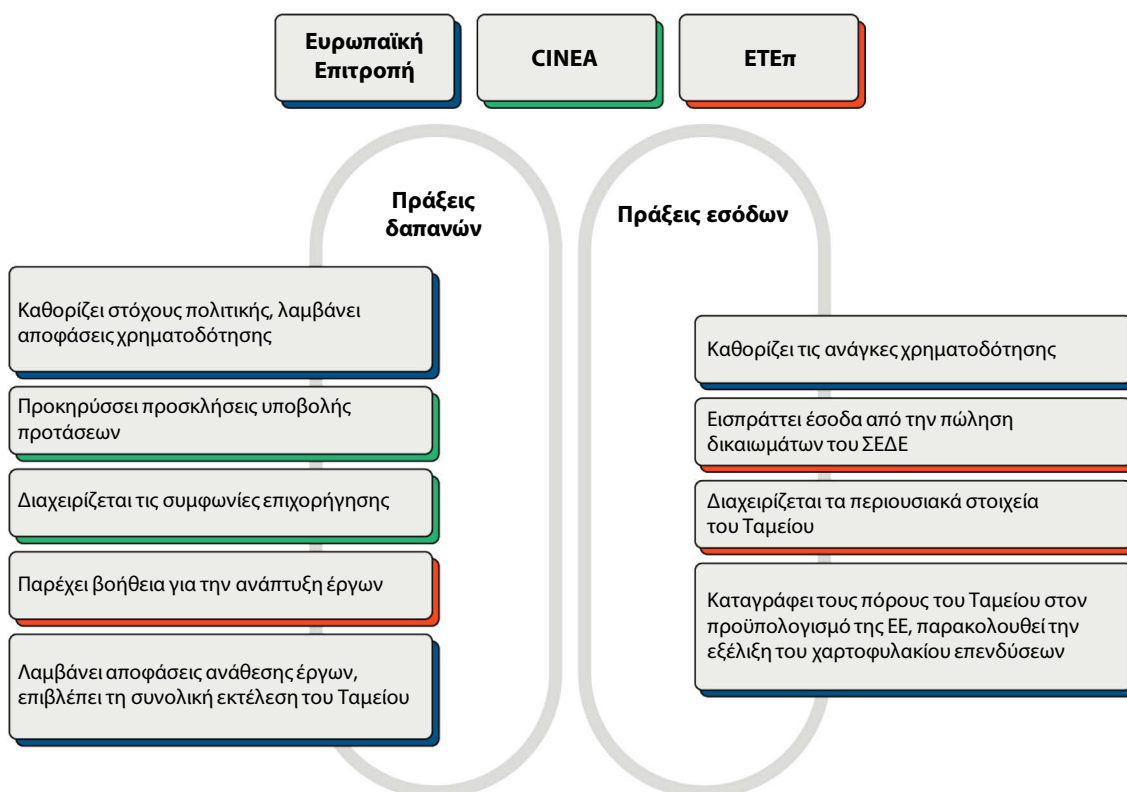 Ευρωπαϊκή
Επιτροπή
CINEA
ΕΤΕπ
Πράξεις
δαπανών
Καθορίζει στόχους πολιτικής, λαμβάνει
αποφάσεις χρηματοδότησης
Προκηρύσσει προσκλήσεις υποβολής
προτάσεων
Διαχειρίζεται τις συμφωνίες επιχορήγησης
Παρέχει βοήθεια για την ανάπτυξη έργων
Λαμβάνει αποφάσεις ανάθεσης έργων,
επιβλέπει τη συνολική εκτέλεση του Ταμείου
Πράξεις εσόδων
Καθορίζει τις ανάγκες χρηματοδότησης
Εισπράττει έσοδα από την πώληση
δικαιωμάτων του ΣΕΔΕ
Διαχειρίζεται τα περιουσιακά στοιχεία
του Ταμείου
Καταγράφει τους πόρους του Ταμείου στον
προϋπολογισμό της ΕΕ, παρακολουθεί την
εξέλιξη του χαρτοφυλακίου επενδύσεων